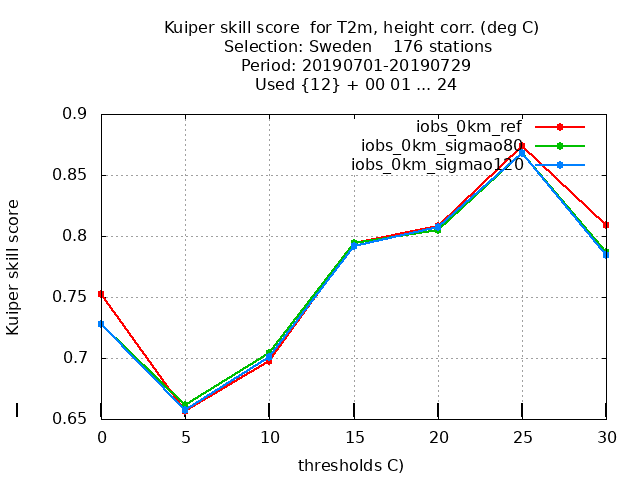 Kuiper skill score  for T2m, height corr. (deg C)
Selection: Sweden    176 stations
Period: 20190701-20190729
Used {12} + 00 01 ... 24
0.9
0.85
0.8
0.75
0.7
0.65
Kuiper skill score
iobs_0km_ref
iobs_0km_sigmao80
iobs_0km_sigmao120
0 5 10 15 20 25 30
thresholds C)